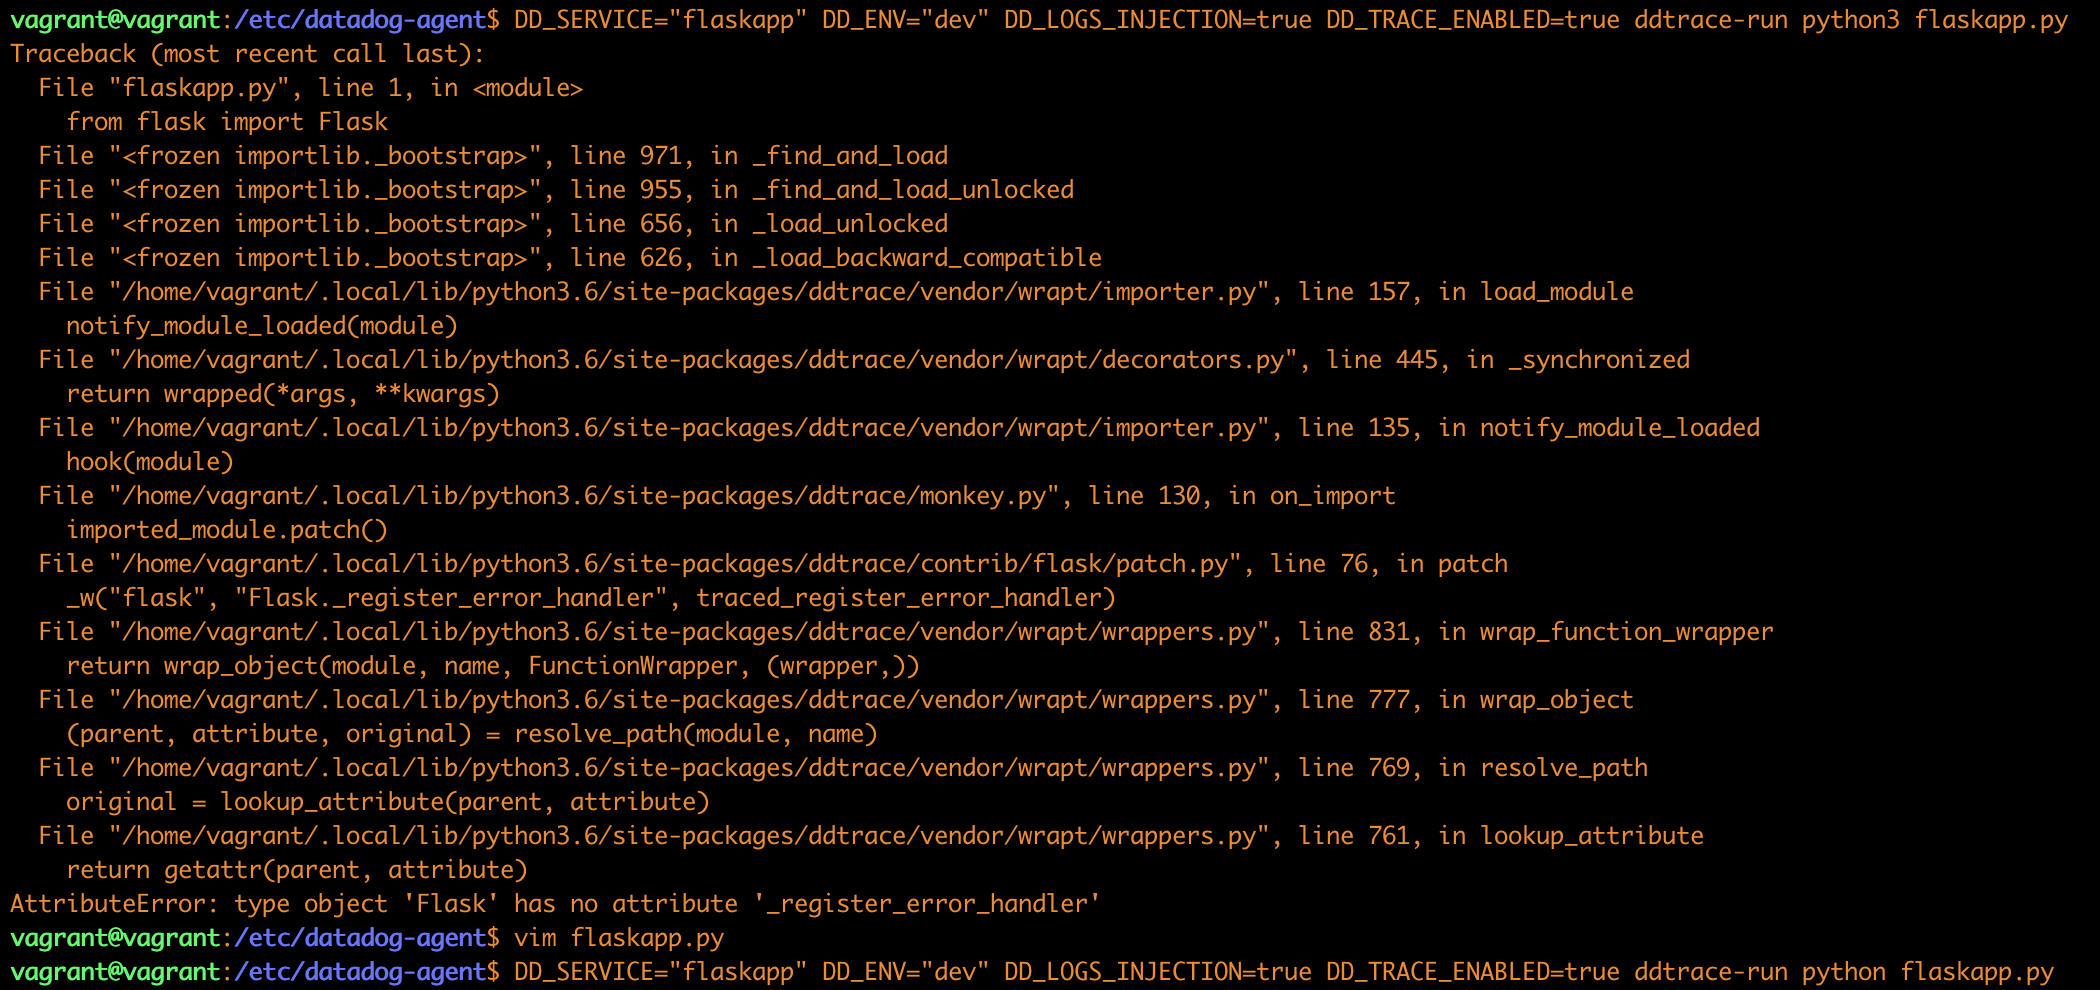 vagrant@vagrant:/etc/datadog-agent$ DD_SERVICE="flaskapp" DD_ENV="dev" DD_LOGS_INJECTION=true DD_TRACE_ENABLED=true ddtrace-run python3 flaskapp.py
Traceback (most recent call last):
  File "flaskapp.py", line 1, in <module>
    from flask import Flask
  File "<frozen importlib._bootstrap>", line 971, in _find_and_load
  File "<frozen importlib._bootstrap>", line 955, in _find_and_load_unlocked
  File "<frozen importlib._bootstrap>", line 656, in _load_unlocked
  File "<frozen importlib._bootstrap>", line 626, in _load_backward_compatible
  File "/home/vagrant/.local/lib/python3.6/site-packages/ddtrace/vendor/wrapt/importer.py", line 157, in load_module
    notify_module_loaded(module)
  File "/home/vagrant/.local/lib/python3.6/site-packages/ddtrace/vendor/wrapt/decorators.py", line 445, in _synchronized
    return wrapped(*args, **kwargs)
  File "/home/vagrant/.local/lib/python3.6/site-packages/ddtrace/vendor/wrapt/importer.py", line 135, in notify_module_loaded
    hook(module)
  File "/home/vagrant/.local/lib/python3.6/site-packages/ddtrace/monkey.py", line 130, in on_import
    imported_module.patch()
  File "/home/vagrant/.local/lib/python3.6/site-packages/ddtrace/contrib/flask/patch.py", line 76, in patch
    _w("flask", "Flask._register_error_handler", traced_register_error_handler)
  File "/home/vagrant/.local/lib/python3.6/site-packages/ddtrace/vendor/wrapt/wrappers.py", line 831, in wrap_function_wrapper
    return wrap_object(module, name, FunctionWrapper, (wrapper,))
  File "/home/vagrant/.local/lib/python3.6/site-packages/ddtrace/vendor/wrapt/wrappers.py", line 777, in wrap_object
    (parent, attribute, original) = resolve_path(module, name)
  File "/home/vagrant/.local/lib/python3.6/site-packages/ddtrace/vendor/wrapt/wrappers.py", line 769, in resolve_path
    original = lookup_attribute(parent, attribute)
  File "/home/vagrant/.local/lib/python3.6/site-packages/ddtrace/vendor/wrapt/wrappers.py", line 761, in lookup_attribute
    return getattr(parent, attribute)
AttributeError: type object 'Flask' has no attribute '_register_error_handler'
vagrant@vagrant:/etc/datadog-agent$ vim flaskapp.py
vagrant@vagrant:/etc/datadog-agent$ DD_SERVICE="flaskapp" DD_ENV="dev" DD_LOGS_INJECTION=true DD_TRACE_ENABLED=true ddtrace-run python flaskapp.py